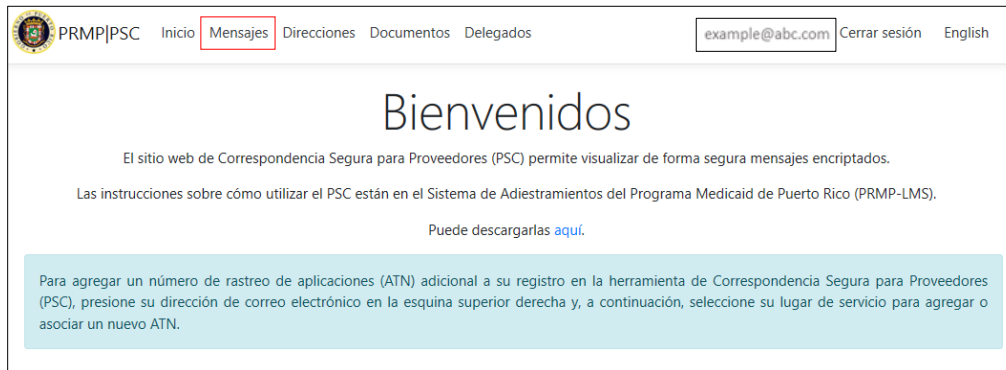 PRMP|PSC Inicio Mensajes Direcciones Documentos Delegados example@abc.com Cerrar sesión English
Bienvenidos
El sitio web de Correspondencia Segura para Proveedores (PSC) permite visualizar de forma segura mensajes encriptados.
Las instrucciones sobre cómo utilizar el PSC están en el Sistema de Adiestramientos del Programa Medicaid de Puerto Rico (PRMP-LMS).
Puede descargarlas aquí.
Para agregar un número de rastreo de aplicaciones (ATN) adicional a su registro en la herramienta de Correspondencia Segura para Proveedores
(PSC), presione su dirección de correo electrónico en la esquina superior derecha y, a continuación, seleccione su lugar de servicio para agregar o
asociar un nuevo ATN.